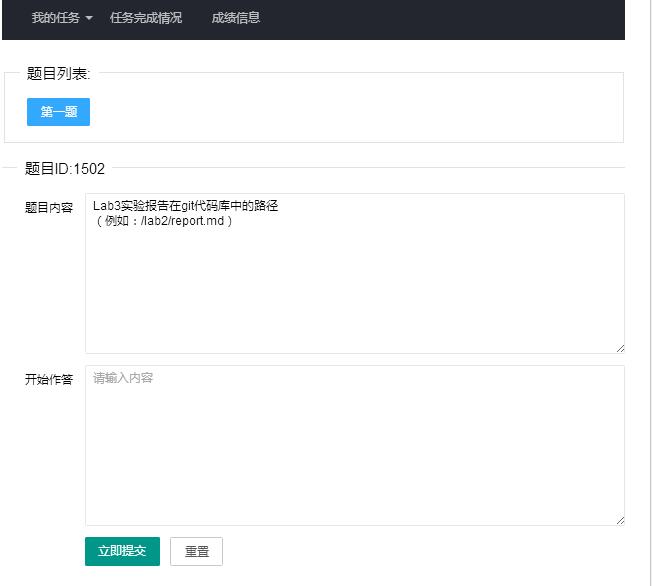 我的任务 任务完成情况 成绩信息
题目列表:
第一题
题目ID:1502
题目内容
Lab3实验报告在git代码库中的路径
（例如：/lab2/report.md）
开始作答
请输入内容
立即提交 重置